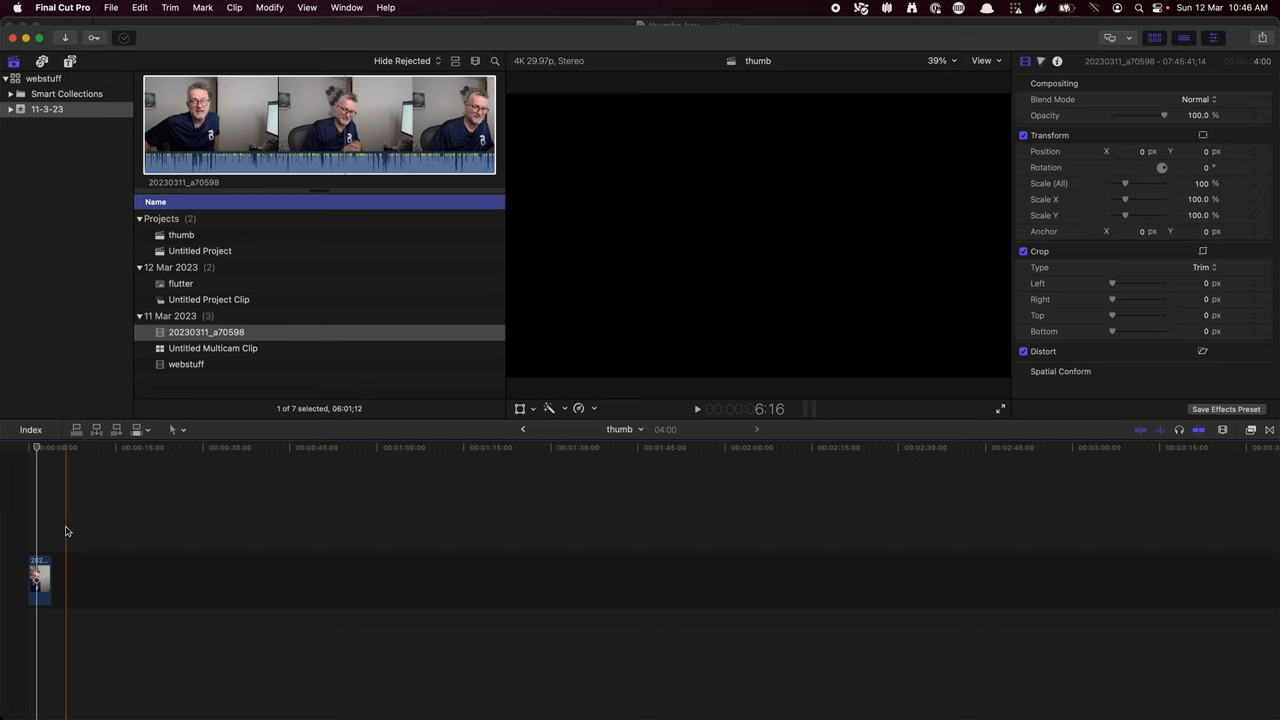 Final Cut Pro File Edit Trim Mark Clip Modify View Window Help Sun 12 Mar 10:46 AM
Hide Rejected 4K 29.97p, Stereo thumb 39% View 20230311_a70598 - 07:45:41;14 4:00
webstuff
Smart Collections
11-3-23
20230311_a70598
Name
Projects (2)
thumb
Untitled Project
12 Mar 2023 (2)
flutter
Untitled Project Clip
11 Mar 2023 (3)
20230311_a70598
Untitled Multicam Clip
webstuff
1 of 7 selected, 06:01;12
00:00:00:06:16
Compositing
Blend Mode Normal
Opacity 100.0 %
Transform
Position X 0 px Y 0 px
Rotation 0 °
Scale (All) 100 %
Scale X 100.0 %
Scale Y 100.0 %
Anchor X 0 px Y 0 px
Crop
Type Trim
Left 0 px
Right 0 px
Top 0 px
Bottom 0 px
Distort
Spatial Conform
Save Effects Preset
Index thumb 04:00
00:00:00:00 00:00:15:00 00:00:30:00 00:00:45:00 00:01:00:00 00:01:15:00 00:01:30:00 00:01:45:00 00:02:00:00 00:02:15:00 00:02:30:00 00:02:45:00 00:03:00:00 00:03:15:00
202...